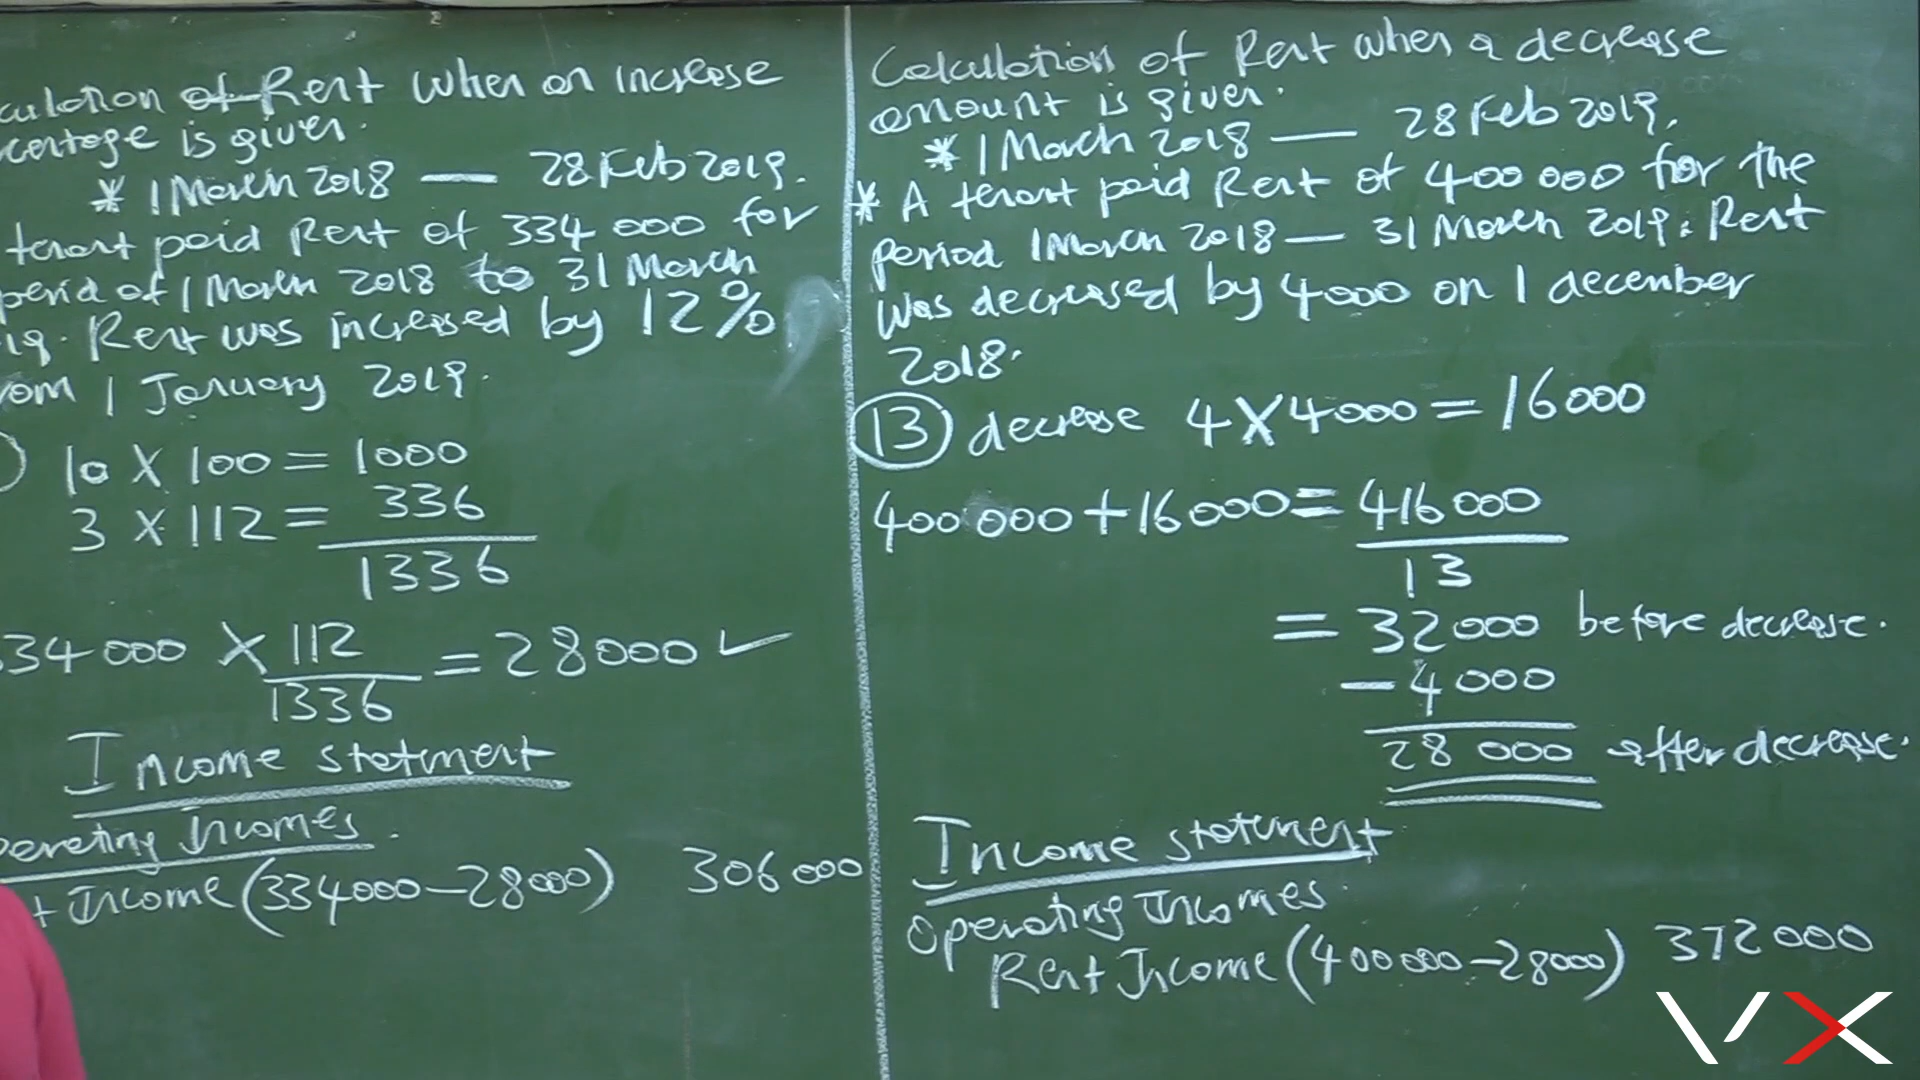 culation of Rent when an increase
centage is given.
* 1 March 2018 — 28 Feb 2019.
tenant paid Rent of 334 000 for
period of 1 March 2018 to 31 March
19. Rent was increased by 12%
rom 1 January 2019.
10 X 100 = 1000
3 X 112 = 336
1336
34 000 X 112 = 28000 ✓
1336
Income statment
perating Incomes.
t Income (334000 - 28000) 306 000
Calculation of Rent when a decrease
amount is given.
* 1 March 2018 — 28 Feb 2019.
* A tenant paid Rent of 400 000 for the
period 1 March 2018 — 31 March 2019. Rent
was decreased by 4000 on 1 december
2018.
13 decrease 4 X 4000 = 16000
400 000 + 16000 = 416 000
13
= 32000 before decrease.
- 4 000
28 000 after decrease.
Income statement
Operating Incomes.
Rent Income (400 000 - 28000) 372 000
VX